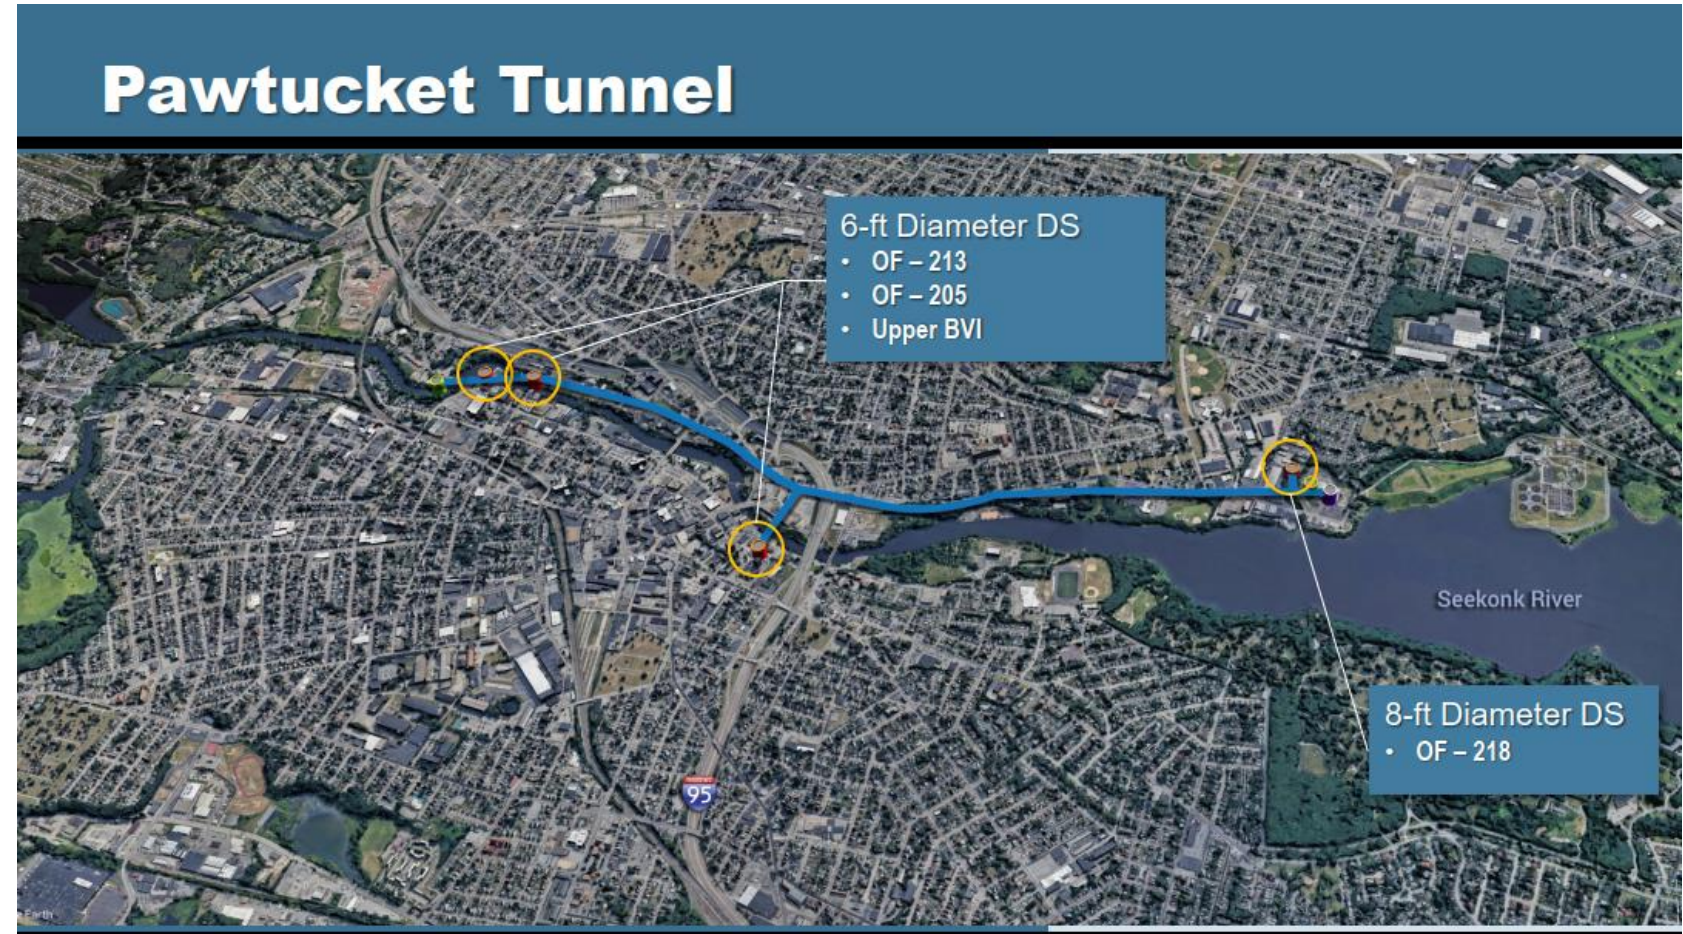 Pawtucket Tunnel
6-ft Diameter DS
• OF – 213
• OF – 205
• Upper BVI
Seekonk River
8-ft Diameter DS
• OF – 218
95
Earth